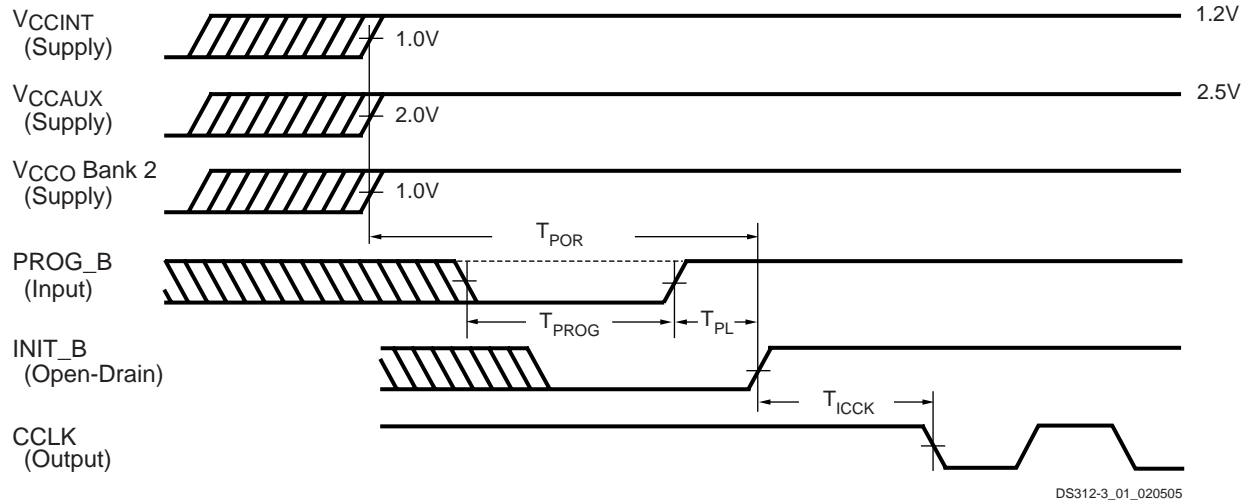 VCCINT
(Supply)
1.0V
1.2V
VCCAUX
(Supply)
2.0V
2.5V
VCCO Bank 2
(Supply)
1.0V
TPOR
PROG_B
(Input)
TPROG
TPL
INIT_B
(Open-Drain)
TICCK
CCLK
(Output)
DS312-3_01_020505